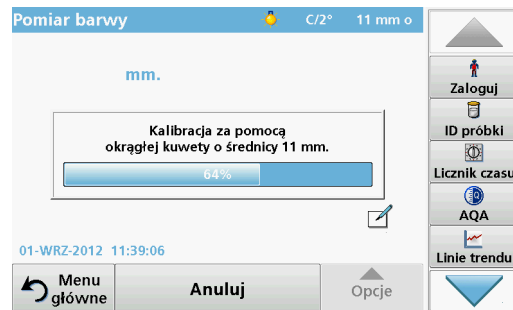 Pomiar barwy C/2° 11 mm o
mm.
Kalibracja za pomocą
okrągłej kuwety o średnicy 11 mm.
64%
01-WRZ-2012 11:39:06
Menu
główne
Anuluj
Opcje
Zaloguj
ID próbki
Licznik czasu
AQA
Linie trendu